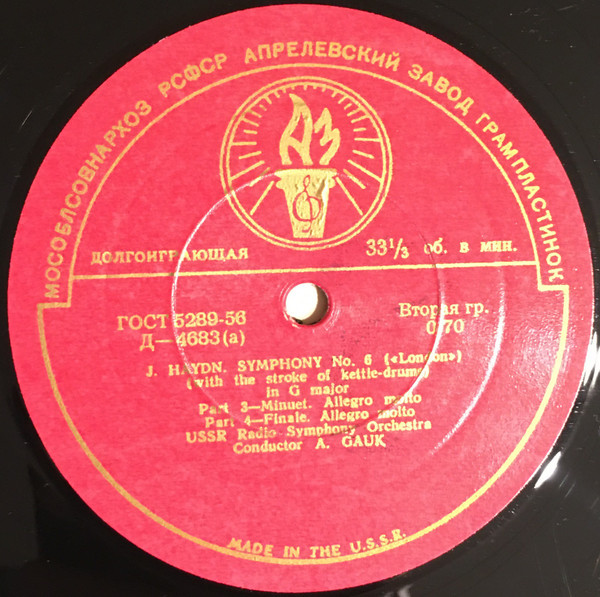 МОСОБЛСОВНАРХОЗ РСФСР АПРЕЛЕВСКИЙ ЗАВОД ГРАМПЛАСТИНОК
АЗ
ДОЛГОИГРАЮЩАЯ 33⅓ об. в мин.
ГОСТ 5289-56 Вторая гр.
Д—4683(а) 0-70
J. HAYDN. SYMPHONY No. 6 («London»)
(with the stroke of kettle-drums)
in G major
Part 3—Minuet. Allegro molto
Part 4—Finale. Allegro molto
USSR Radio Symphony Orchestra
Conductor A. GAUK
MADE IN THE U.S.S.R.